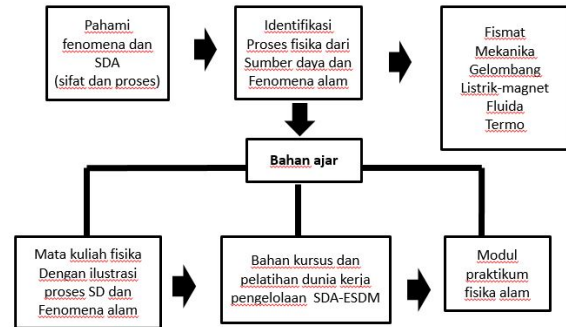 Pahami
fenomena dan
SDA
(sifat dan proses)
Identifikasi
Proses fisika dari
Sumber daya dan
Fenomena alam
Fismat
Mekanika
Gelombang
Listrik-magnet
Fluida
Termo
Bahan ajar
Mata kuliah fisika
Dengan ilustrasi
proses SD dan
Fenomena alam
Bahan kursus dan
pelatihan dunia kerja
pengelolaan SDA-ESDM
Modul
praktikum
fisika alam